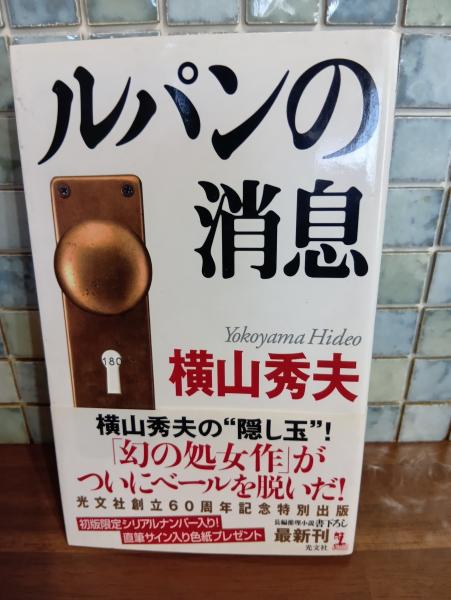 ルパンの
消息
Yokoyama Hideo
横山秀夫
180
横山秀夫の“隠し玉”!
「幻の処女作」が
ついにベールを脱いだ!
光文社創立60周年記念特別出版
初版限定シリアルナンバー入り!
直筆サイン入り色紙プレゼント
長編推理小説 書下ろし
最新刊
光文社